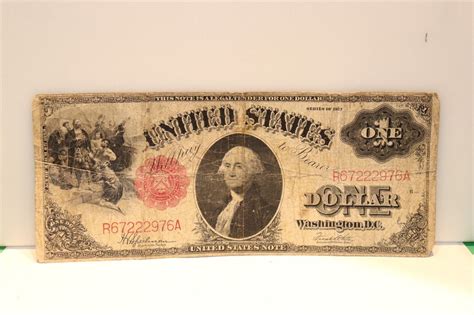 THIS NOTE IS A LEGAL TENDER FOR ONE DOLLAR
SERIES OF 1917
UNITED STATES
Will Pay to Bearer
ONE
R67222976A
ONE
DOLLAR
R67222976A
Washington, D.C.
UNITED STATES NOTE